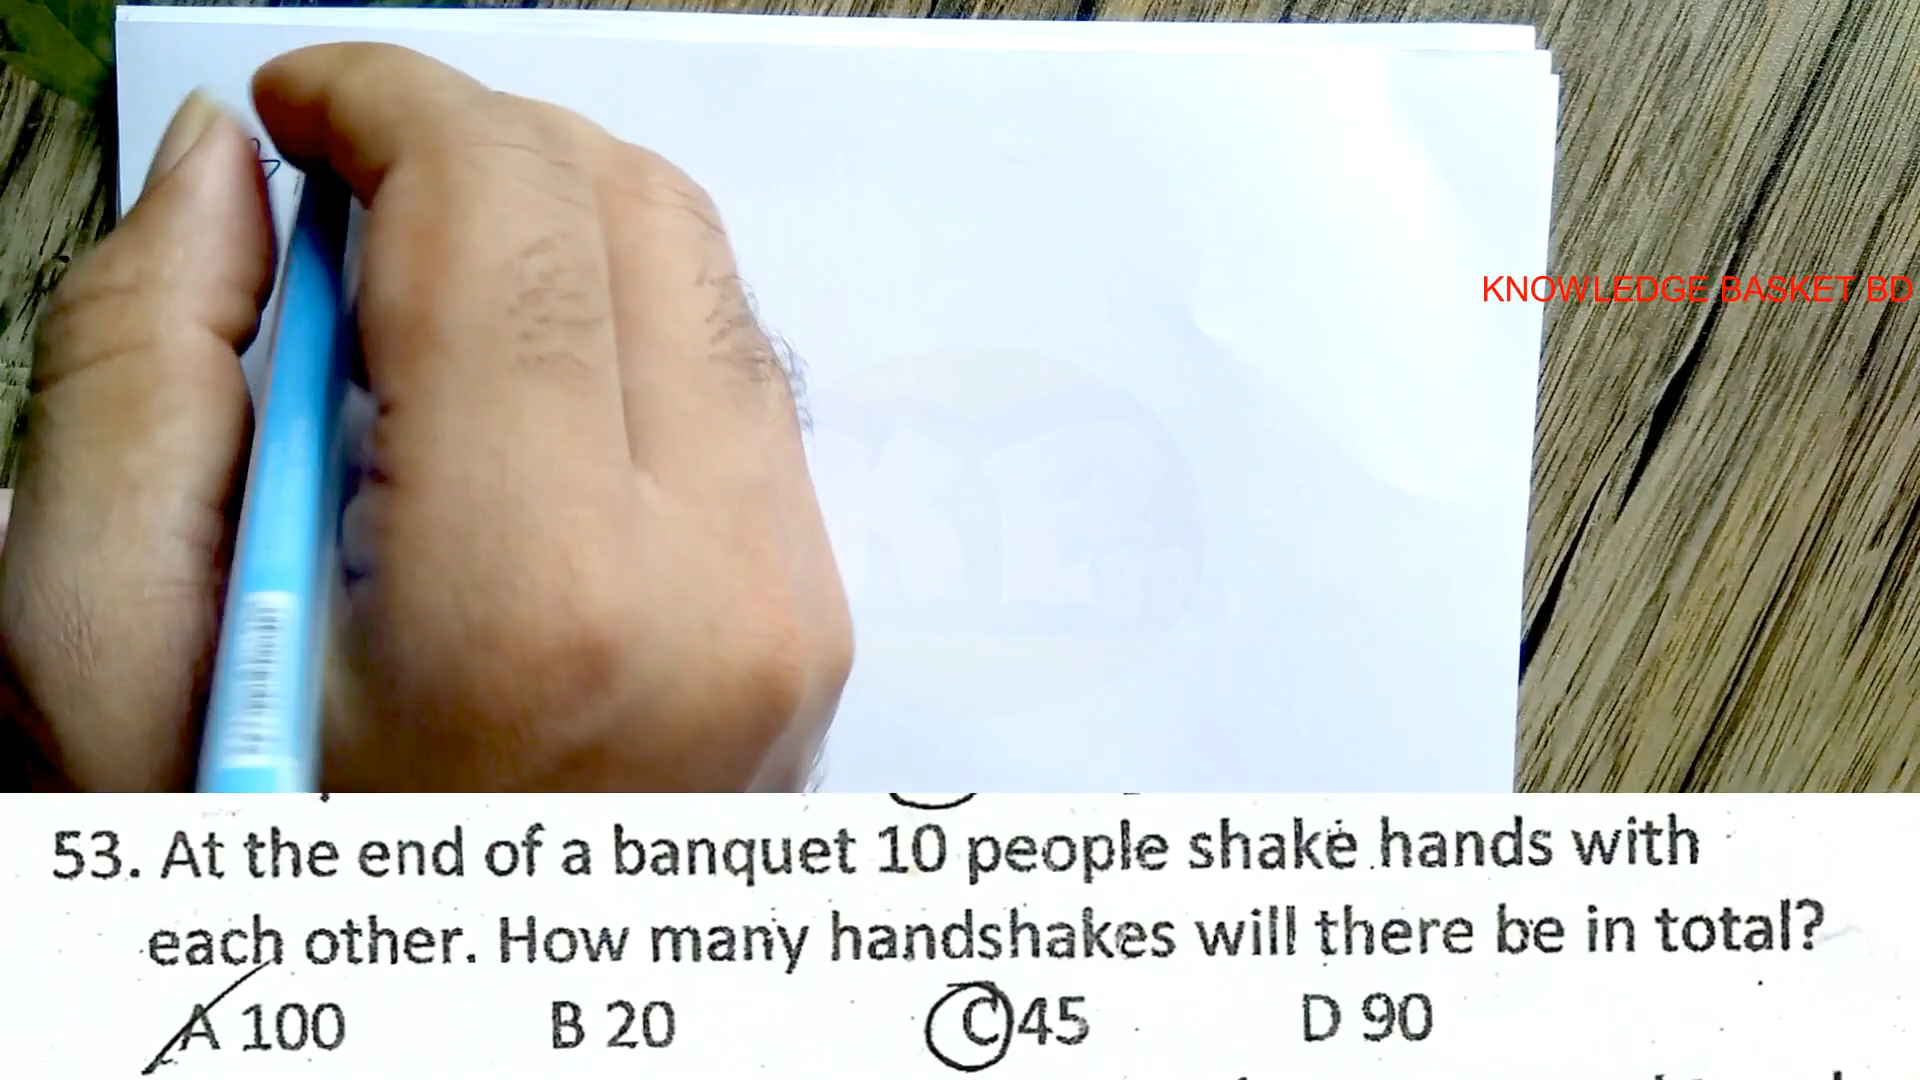 KNOWLEDGE BASKET BD
53. At the end of a banquet 10 people shake hands with
each other. How many handshakes will there be in total?
A 100 B 20 C 45 D 90